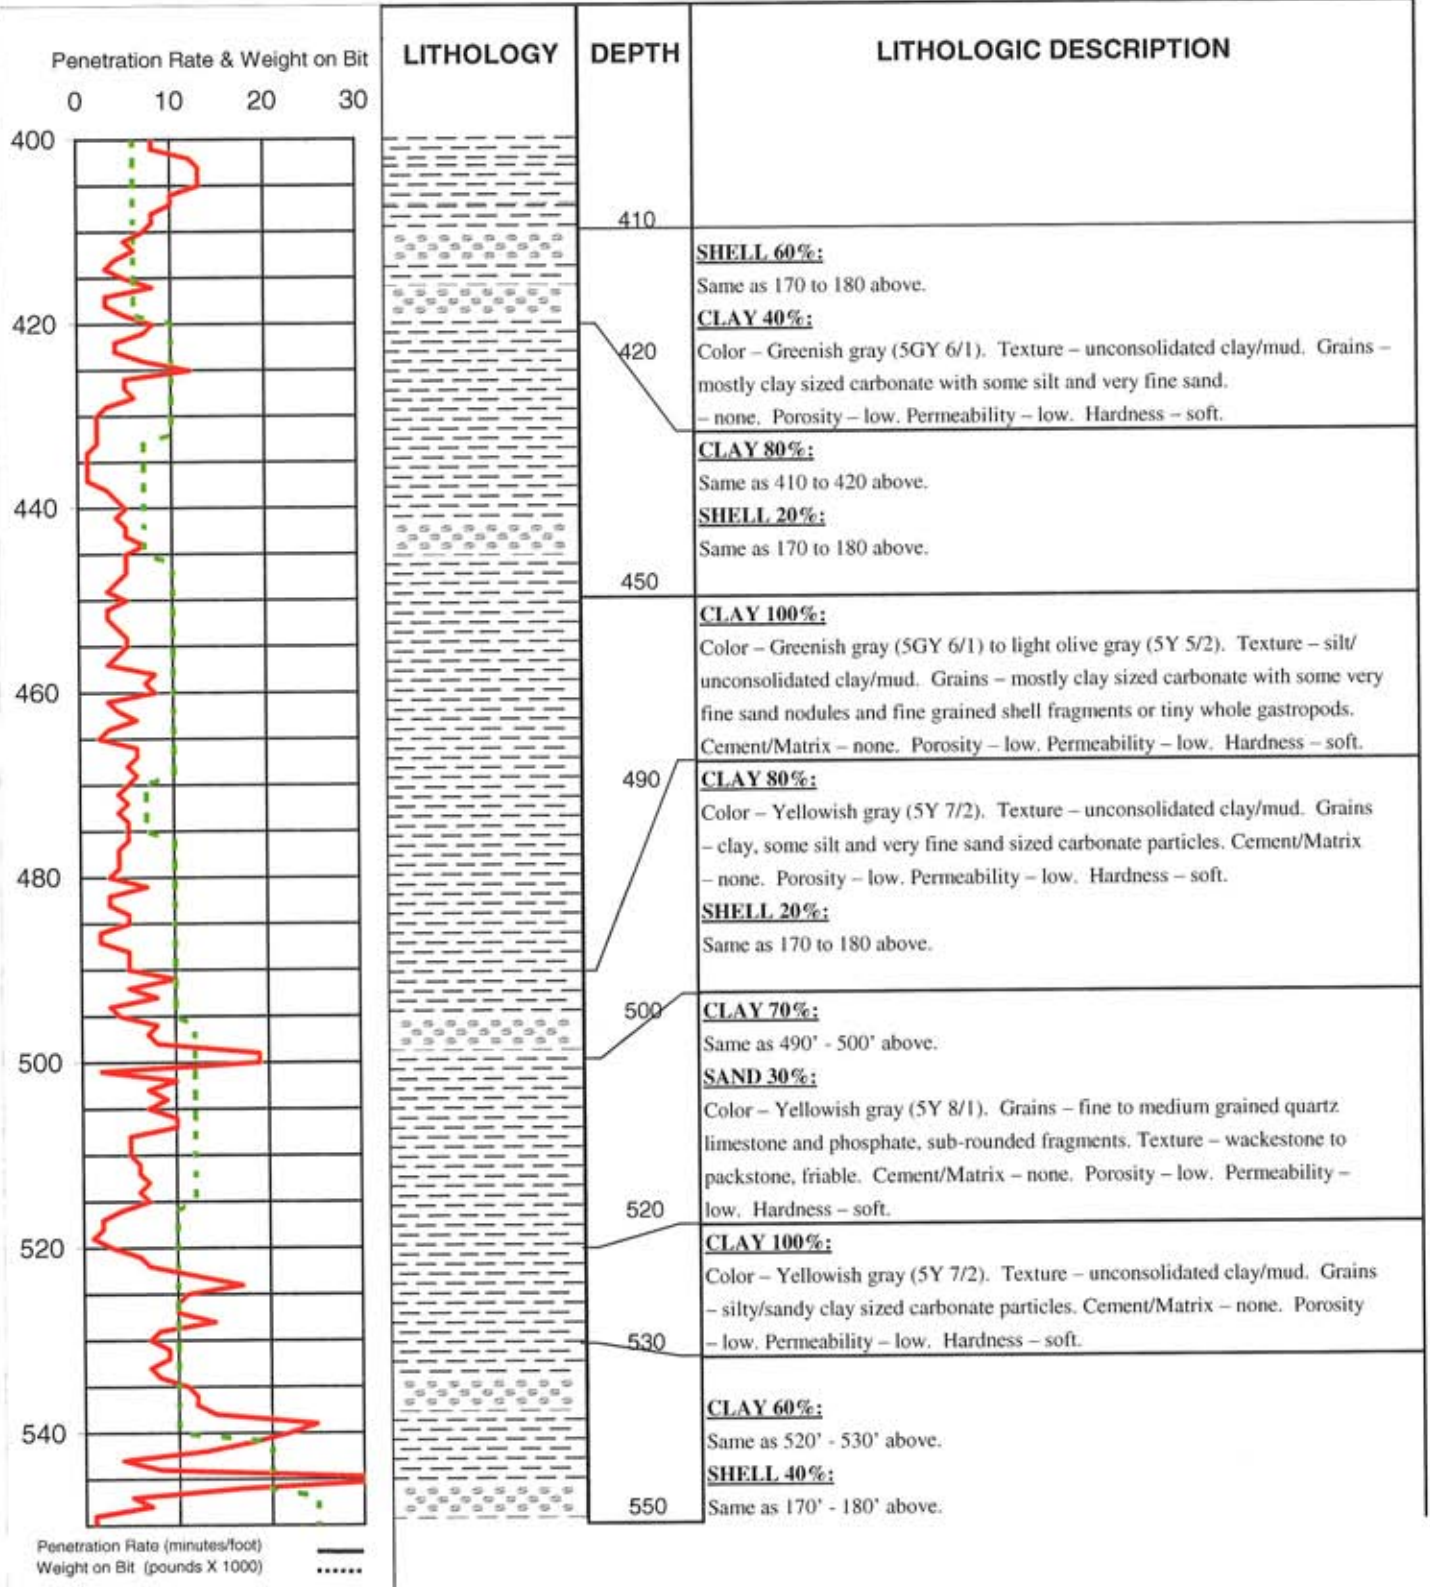 Penetration Rate & Weight on Bit
0 10 20 30
400
420
440
460
480
500
520
540
Penetration Rate (minutes/foot)
Weight on Bit (pounds X 1000)
LITHOLOGY
DEPTH
410
420
450
490
500
520
530
550
LITHOLOGIC DESCRIPTION
SHELL 60%:
Same as 170 to 180 above.
CLAY 40%:
Color – Greenish gray (5GY 6/1). Texture – unconsolidated clay/mud. Grains –
mostly clay sized carbonate with some silt and very fine sand.
– none. Porosity – low. Permeability – low. Hardness – soft.
CLAY 80%:
Same as 410 to 420 above.
SHELL 20%:
Same as 170 to 180 above.
CLAY 100%:
Color – Greenish gray (5GY 6/1) to light olive gray (5Y 5/2). Texture – silt/
unconsolidated clay/mud. Grains – mostly clay sized carbonate with some very
fine sand nodules and fine grained shell fragments or tiny whole gastropods.
Cement/Matrix – none. Porosity – low. Permeability – low. Hardness – soft.
CLAY 80%:
Color – Yellowish gray (5Y 7/2). Texture – unconsolidated clay/mud. Grains
– clay, some silt and very fine sand sized carbonate particles. Cement/Matrix
– none. Porosity – low. Permeability – low. Hardness – soft.
SHELL 20%:
Same as 170 to 180 above.
CLAY 70%:
Same as 490' - 500' above.
SAND 30%:
Color – Yellowish gray (5Y 8/1). Grains – fine to medium grained quartz
limestone and phosphate, sub-rounded fragments. Texture – wackestone to
packstone, friable. Cement/Matrix – none. Porosity – low. Permeability –
low. Hardness – soft.
CLAY 100%:
Color – Yellowish gray (5Y 7/2). Texture – unconsolidated clay/mud. Grains
– silty/sandy clay sized carbonate particles. Cement/Matrix – none. Porosity
– low. Permeability – low. Hardness – soft.
CLAY 60%:
Same as 520' - 530' above.
SHELL 40%:
Same as 170' - 180' above.